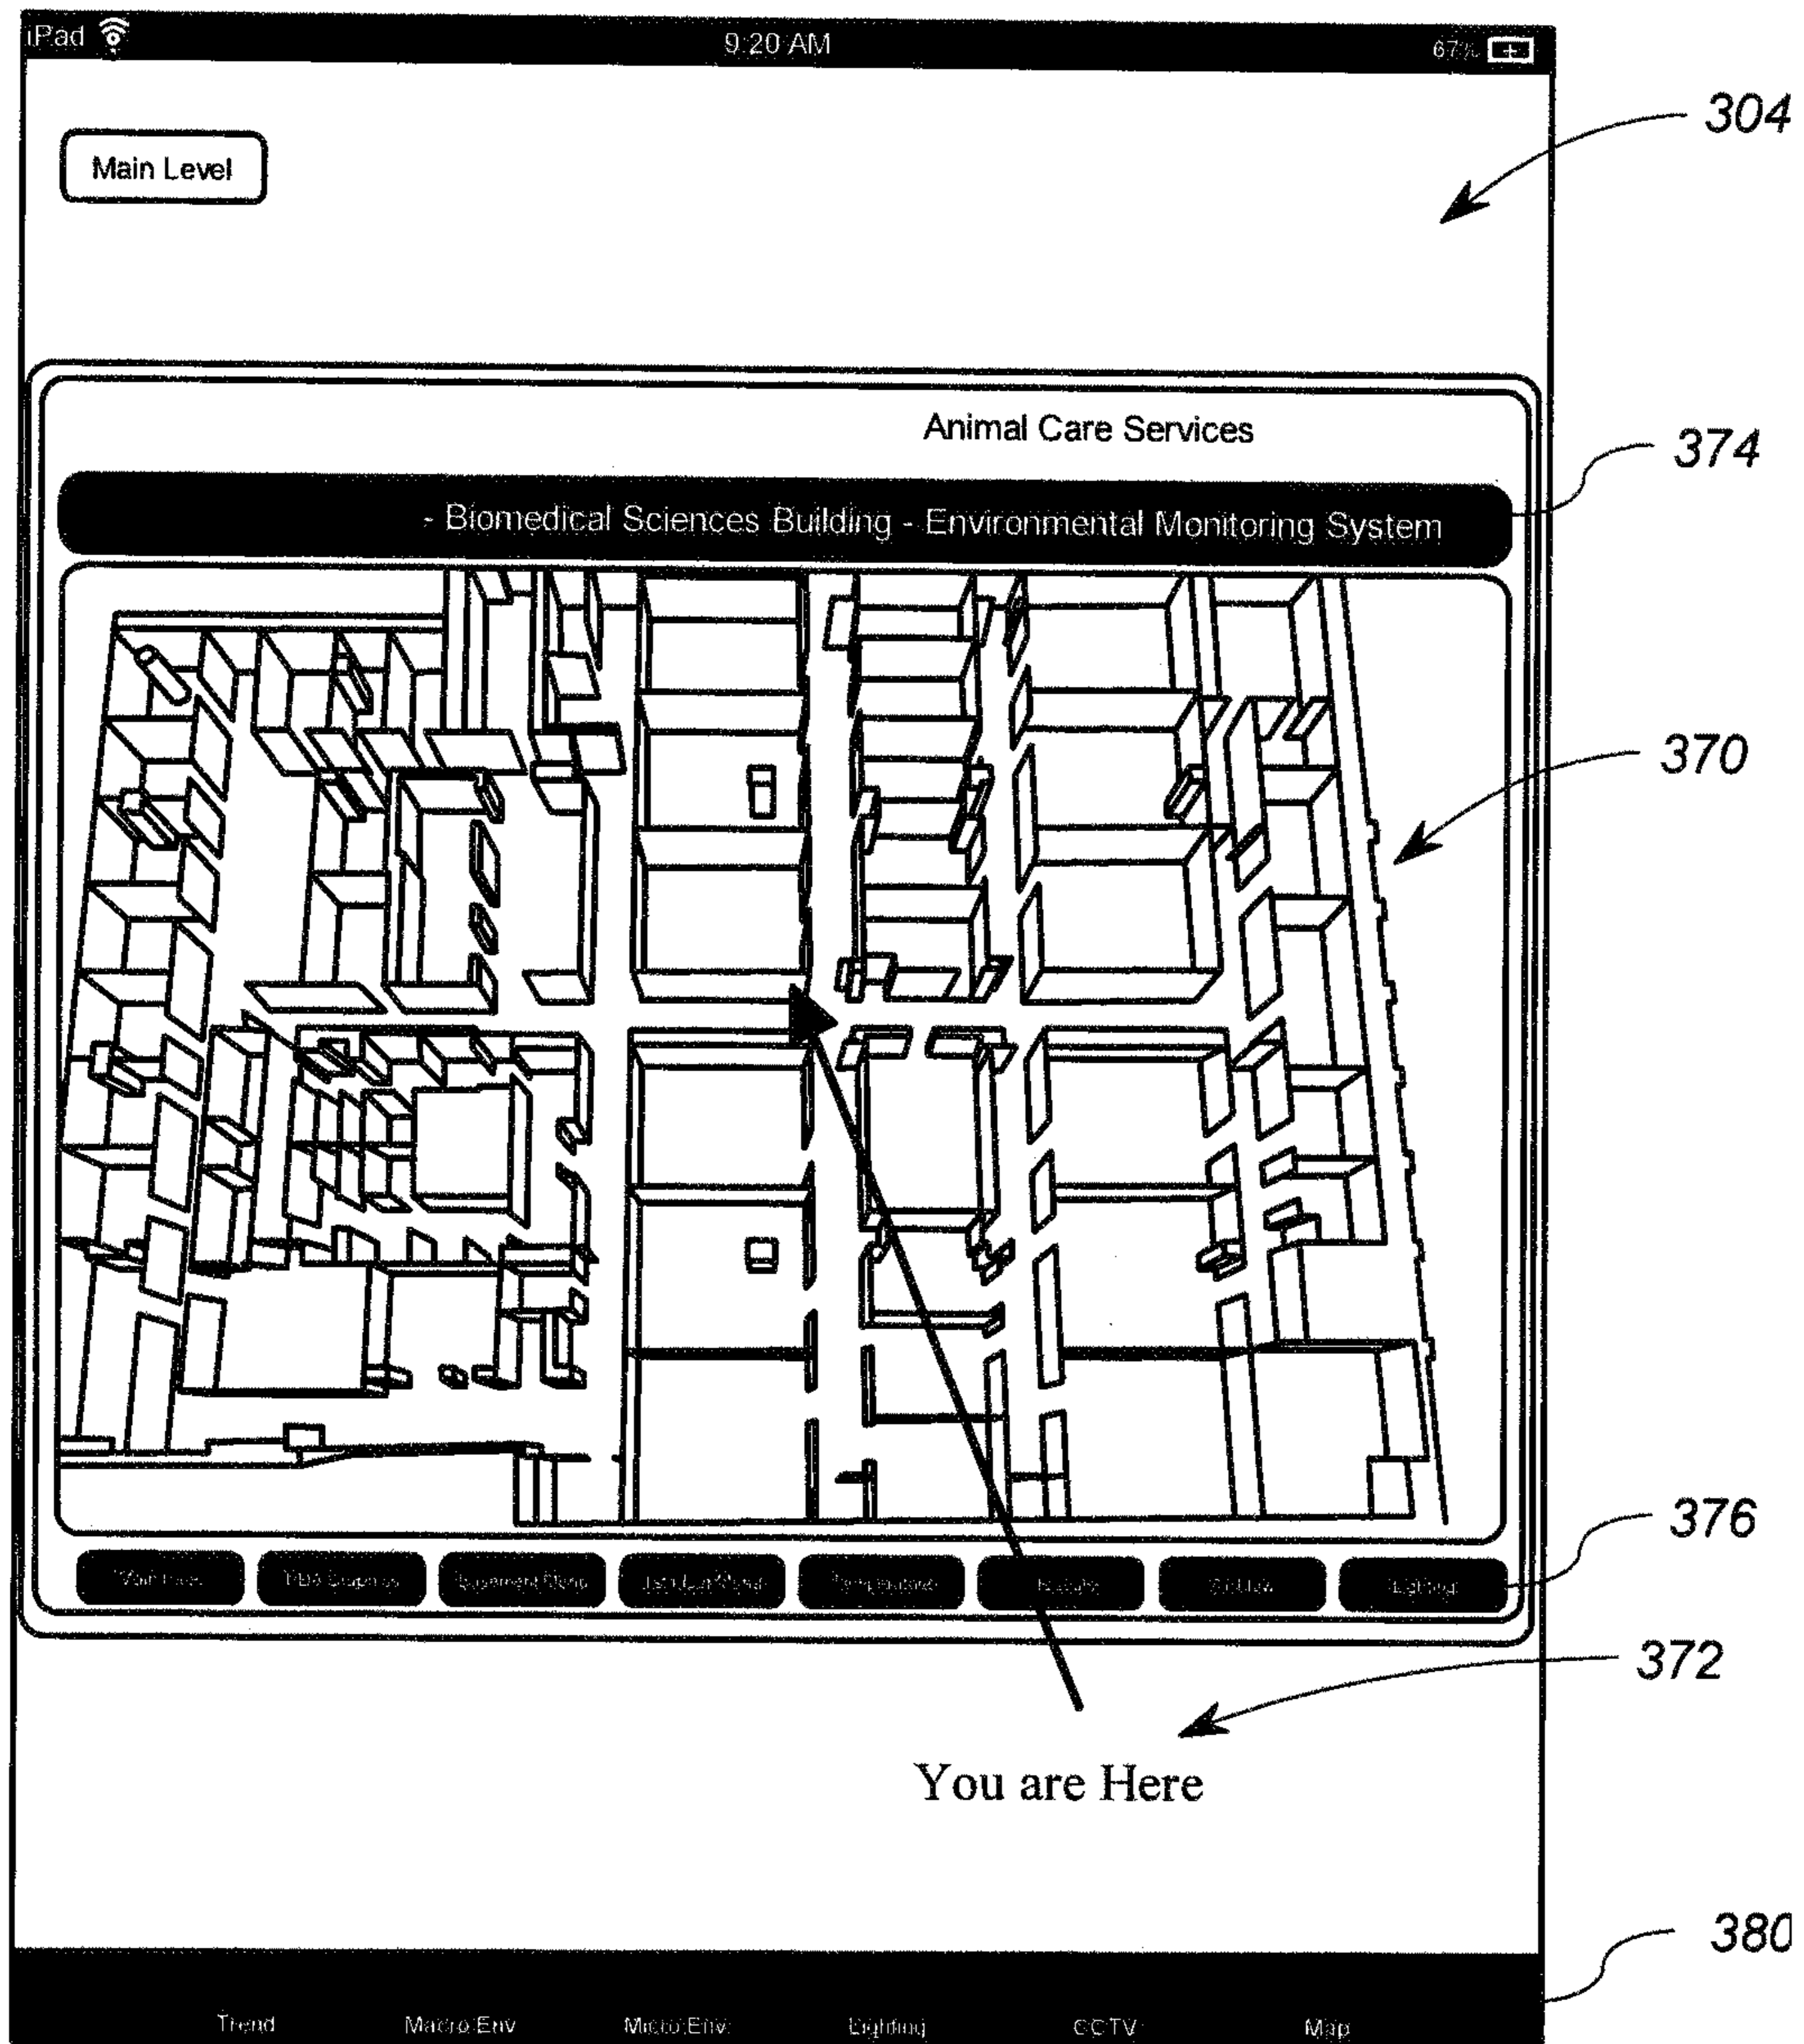 iPad 9:20 AM 67%
304
Main Level
Animal Care Services
374
- Biomedical Sciences Building - Environmental Monitoring System
370
376
Lighting
372
You are Here
380
Trend Macro Env Micro Env Lighting CCTV Map